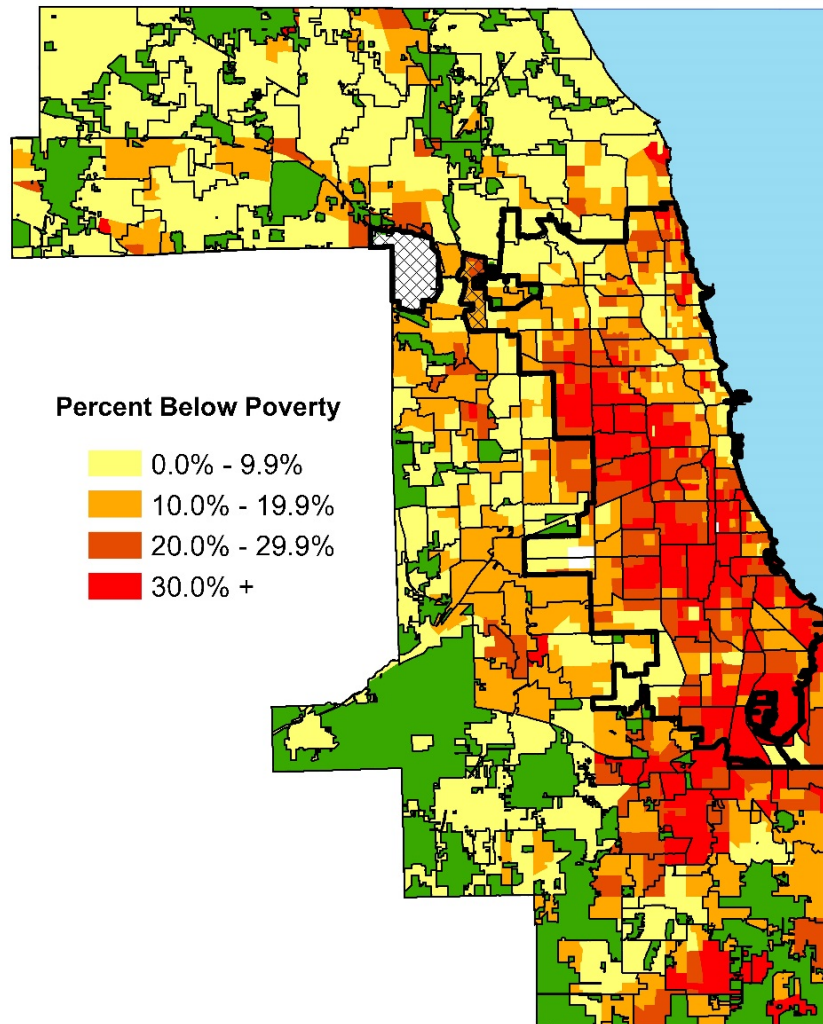 Percent Below Poverty
0.0% - 9.9%
10.0% - 19.9%
20.0% - 29.9%
30.0% +